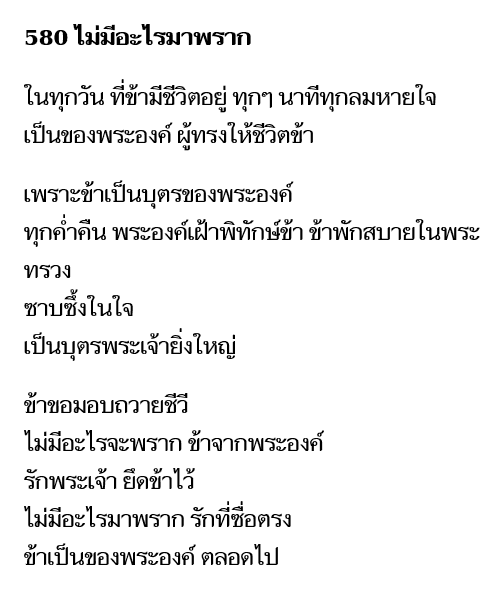 580 ไม่มีอะไรมาพราก
ในทุกวัน ที่ข้ามีชีวิตอยู่ ทุกๆ นาทีทุกลมหายใจ
เป็นของพระองค์ ผู้ทรงให้ชีวิตข้า
เพราะข้าเป็นบุตรของพระองค์
ทุกค่ำคืน พระองค์เฝ้าพิทักษ์ข้า ข้าพักสบายในพระ
ทรวง
ซาบซึ้งในใจ
เป็นบุตรพระเจ้ายิ่งใหญ่
ข้าขอมอบถวายชีวี
ไม่มีอะไรจะพราก ข้าจากพระองค์
รักพระเจ้า ยึดข้าไว้
ไม่มีอะไรมาพราก รักที่ซื่อตรง
ข้าเป็นของพระองค์ ตลอดไป